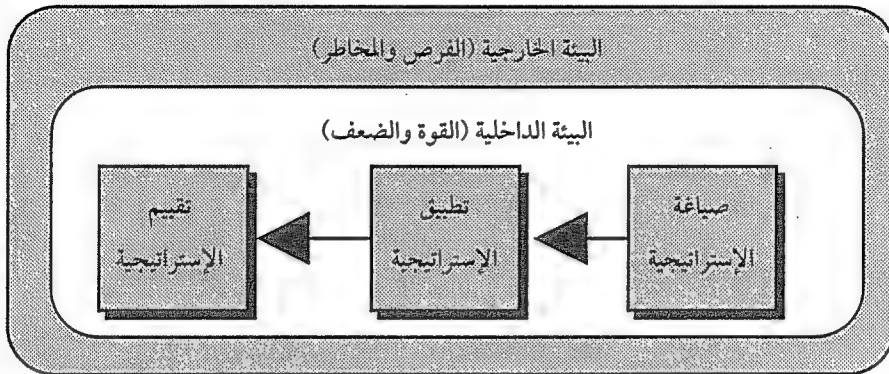 البيئة الخارجية (الفرص والمخاطر)
البيئة الداخلية (القوة والضعف)
صياغة
الإستراتيجية
تطبيق
الإستراتيجية
تقييم
الإستراتيجية